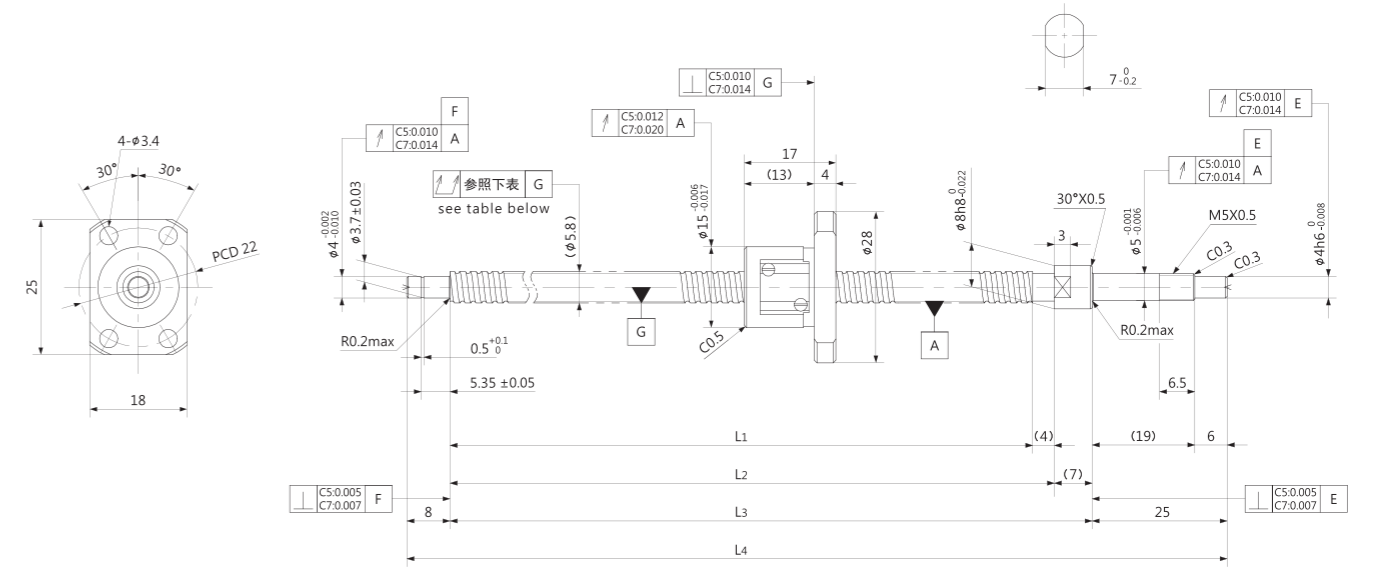 4-φ3.4
30°
30°
PCD 22
25
18
F
C5:0.010
C7:0.014
A
φ4 -0.002
-0.010
φ3.7±0.03
参照下表 G
see table below
(φ5.8)
C5:0.012
C7:0.020
A
C5:0.010
C7:0.014
G
φ15 -0.006
-0.017
17
(13)
4
φ28
7 0
-0.2
C5:0.010
C7:0.014
E
E
C5:0.010
C7:0.014
A
φ8h8 0
-0.022
30°X0.5
3
φ5 -0.001
-0.006
M5X0.5
C0.3
C0.3
φ4h6 0
-0.008
R0.2max
0.5 +0.1
0
G
C0.5
A
R0.2max
5.35 ±0.05
6.5
L1
(4)
(19)
6
L2
(7)
C5:0.005
C7:0.007
F
C5:0.005
C7:0.007
E
8
L3
25
L4